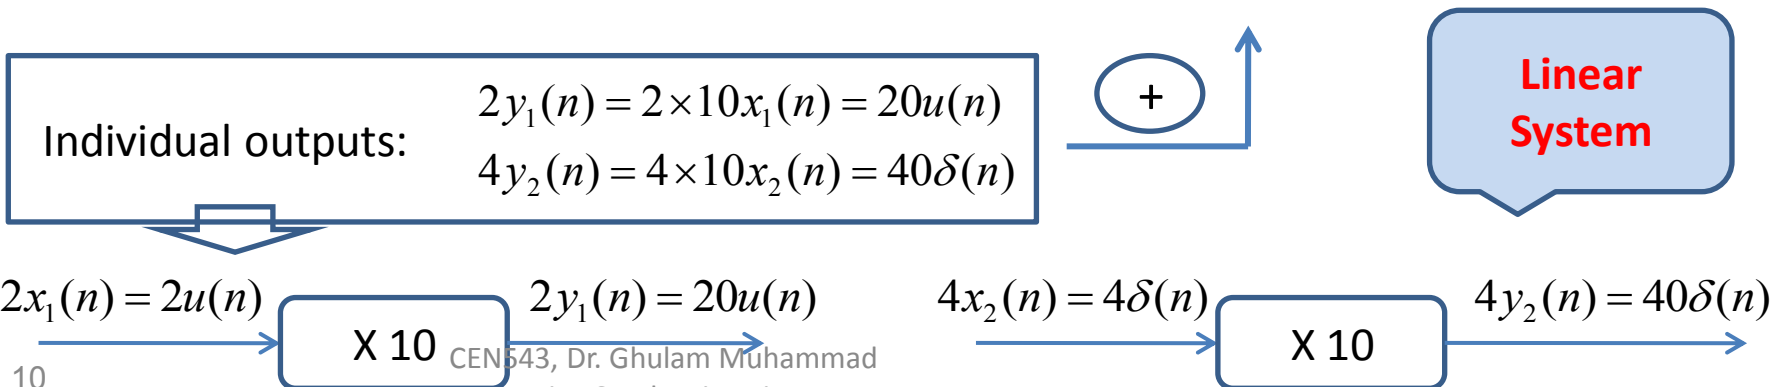 2y₁(n) = 2×10x₁(n) = 20u(n)
Individual outputs:
4y₂(n) = 4×10x₂(n) = 40δ(n)
+
Linear
System
2x₁(n) = 2u(n)
X 10
2y₁(n) = 20u(n)
4x₂(n) = 4δ(n)
X 10
4y₂(n) = 40δ(n)
CEN543, Dr. Ghulam Muhammad
10